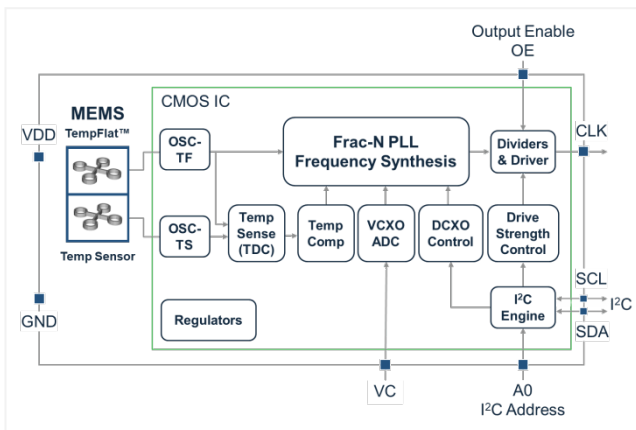 Output Enable
OE
CMOS IC
MEMS
TempFlat™
VDD
CLK
OSC-
TF
Frac-N PLL
Frequency Synthesis
Dividers
& Driver
OSC-
TS
Temp
Sense
(TDC)
Temp
Comp
VCXO
ADC
DCXO
Control
Drive
Strength
Control
Temp Sensor
SCL
I²C
SDA
I²C
Engine
GND
Regulators
VC
A0
I²C Address